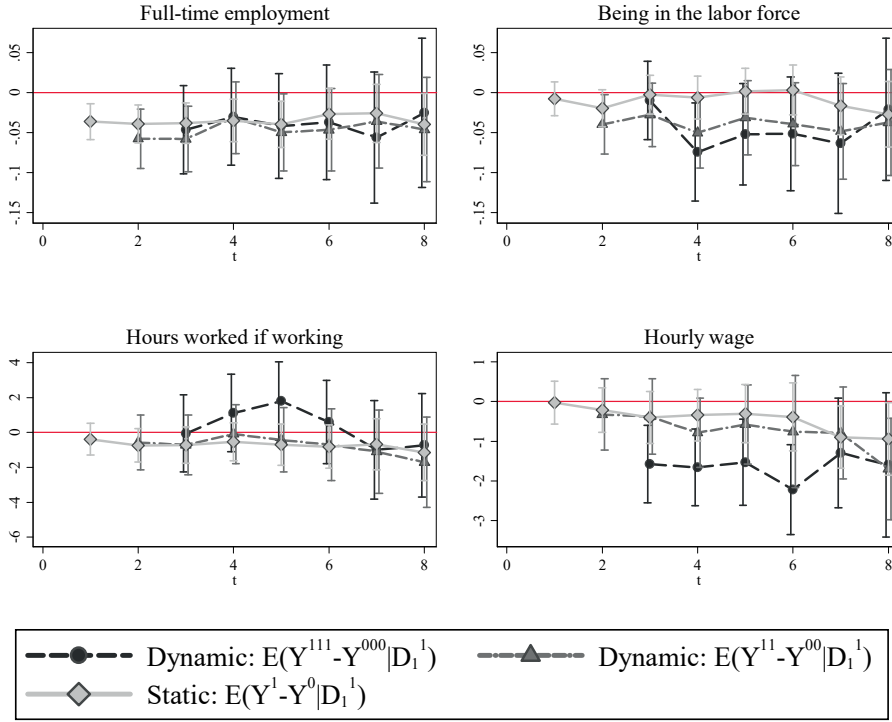 Full-time employment
.05
0
-.05
-.1
-.15
0 2 4 6 8
t
Being in the labor force
.05
0
-.05
-.1
-.15
0 2 4 6 8
t
Hours worked if working
4
2
0
-2
-4
-6
0 2 4 6 8
t
Hourly wage
1
0
-1
-2
-3
0 2 4 6 8
t
Dynamic: E(Y¹¹¹-Y⁰⁰⁰|D₁¹)
Dynamic: E(Y¹¹-Y⁰⁰|D₁¹)
Static: E(Y¹-Y⁰|D₁¹)